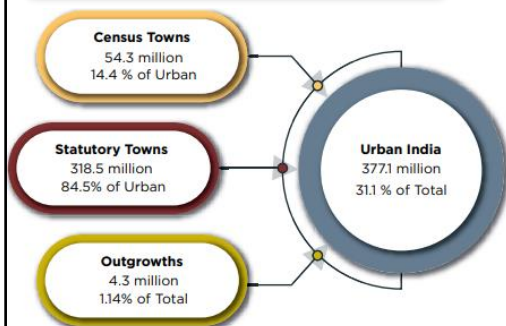 Census Towns
54.3 million
14.4 % of Urban
Statutory Towns
318.5 million
84.5% of Urban
Outgrowths
4.3 million
1.14% of Total
Urban India
377.1 million
31.1 % of Total